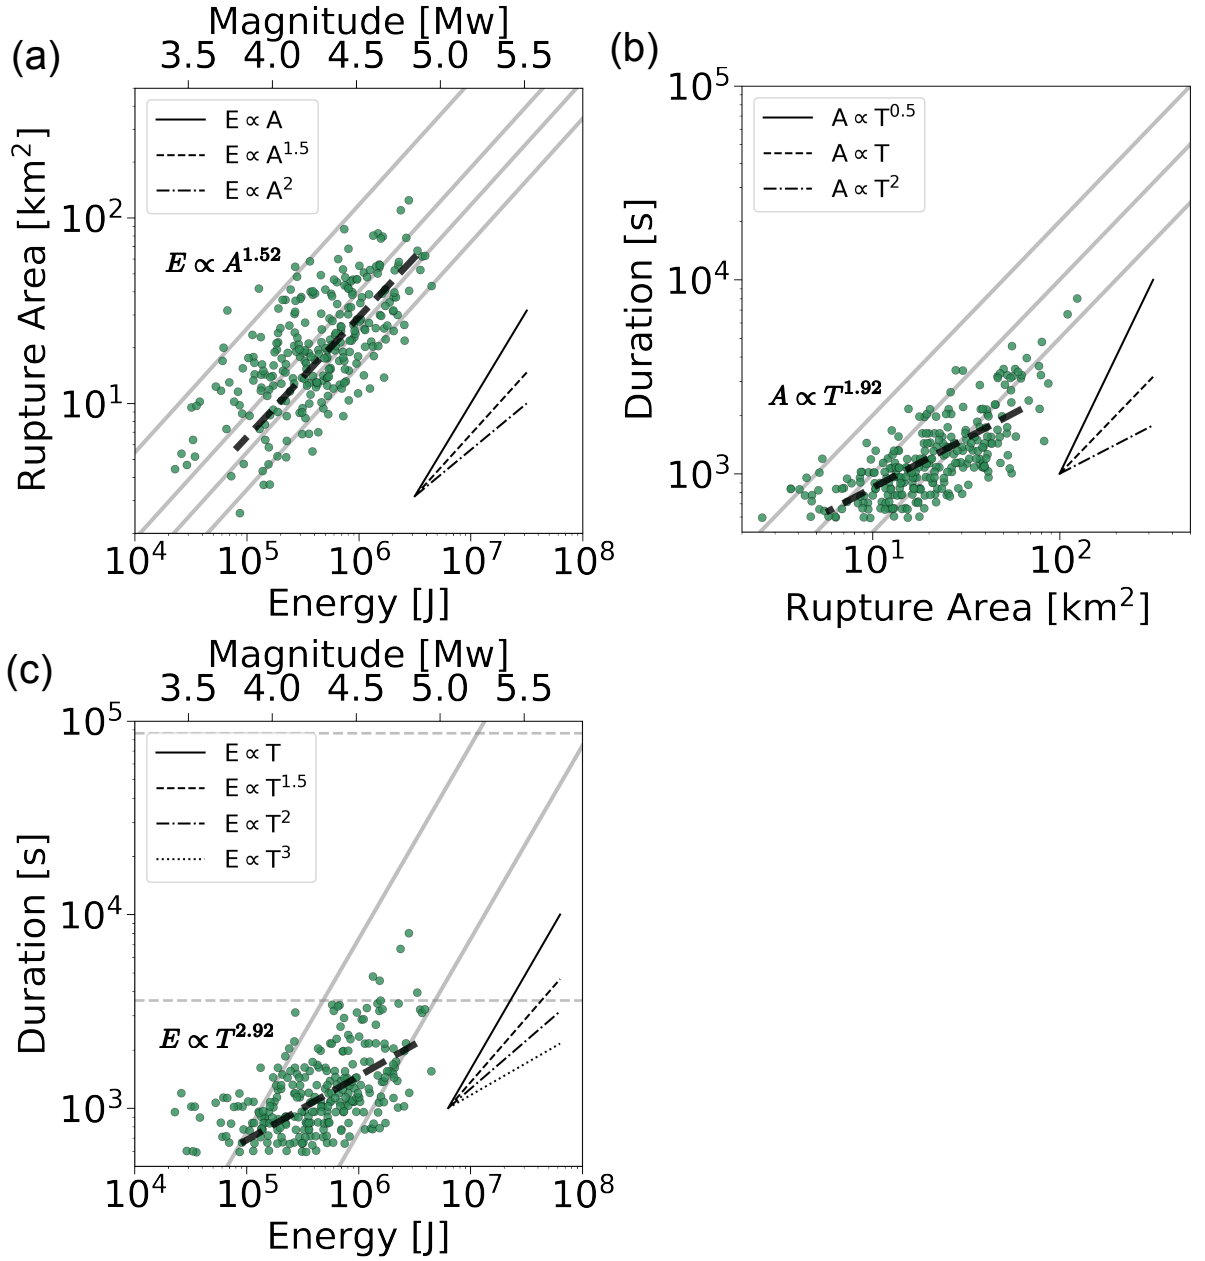 (a)
Magnitude [Mw]
3.5 4.0 4.5 5.0 5.5
E ∝ A
E ∝ A^1.5
E ∝ A^2
E ∝ A^1.52
Rupture Area [km^2]
10^2
10^1
10^4 10^5 10^6 10^7 10^8
Energy [J]
(b)
10^5
A ∝ T^0.5
A ∝ T
A ∝ T^2
A ∝ T^1.92
Duration [s]
10^4
10^3
10^1 10^2
Rupture Area [km^2]
(c)
Magnitude [Mw]
3.5 4.0 4.5 5.0 5.5
10^5
E ∝ T
E ∝ T^1.5
E ∝ T^2
E ∝ T^3
E ∝ T^2.92
Duration [s]
10^4
10^3
10^4 10^5 10^6 10^7 10^8
Energy [J]